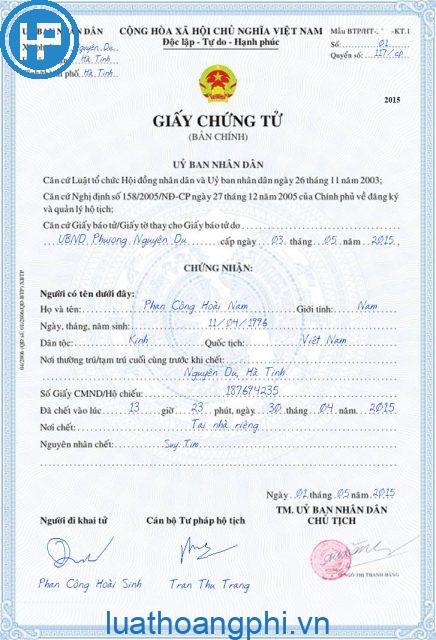 ỦY BAN NHÂN DÂN
CỘNG HÒA XÃ HỘI CHỦ NGHĨA VIỆT NAM
Độc lập - Tự do - Hạnh phúc
Mẫu BTP/HT- -KT.1
Số: 01
Quyển số: 117/cp
Nguyễn Du
Hà Tĩnh
phố. Hà Tĩnh
2015
GIẤY CHỨNG TỬ
(BẢN CHÍNH)
UỶ BAN NHÂN DÂN
Căn cứ Luật tổ chức Hội đồng nhân dân và Uỷ ban nhân dân ngày 26 tháng 11 năm 2003;
Căn cứ Nghị định số 158/2005/NĐ-CP ngày 27 tháng 12 năm 2005 của Chính phủ về đăng ký
và quản lý hộ tịch;
Căn cứ Giấy báo tử/Giấy tờ thay cho Giấy báo tử do
UBND Phường Nguyễn Du cấp ngày 03 tháng 05 năm 2015
CHỨNG NHẬN:
Người có tên dưới đây:
Họ và tên: Phan Công Hoài Nam Giới tính: Nam
Ngày, tháng, năm sinh: 11/04/1996
Dân tộc: Kinh Quốc tịch: Việt Nam
Nơi thường trú/tạm trú cuối cùng trước khi chết:
Nguyễn Du, Hà Tĩnh
Số Giấy CMND/Hộ chiếu: 187694235
Đã chết vào lúc 13 giờ 23 phút, ngày 30 tháng 04 năm 2015
Nơi chết: Tại nhà riêng
Nguyên nhân chết: Suy Tim
Ngày 01 tháng 05 năm 2015
TM. UỶ BAN NHÂN DÂN
CHỦ TỊCH
Người đi khai tử
Cán bộ Tư pháp hộ tịch
NGÔ THỊ THANH HẰNG
Phan Công Hoài Sinh
Tran Thu Trang
luathoangphi.vn